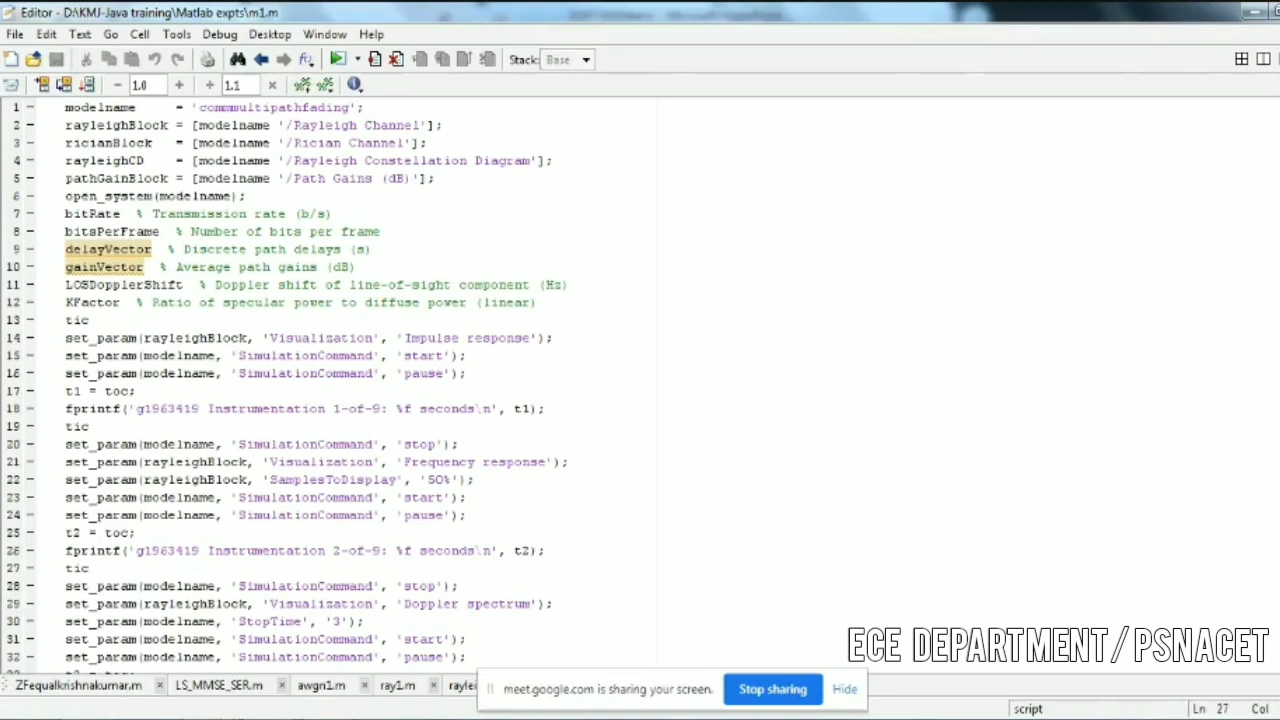 Editor - D:\KMJ-Java training\Matlab expts\m1.m
File Edit Text Go Cell Tools Debug Desktop Window Help
Stack: Base
1.0 1.1
1 modelname = 'commmultipathfading';
2 rayleighBlock = [modelname '/Rayleigh Channel'];
3 ricianBlock = [modelname '/Rician Channel'];
4 rayleighCD = [modelname '/Rayleigh Constellation Diagram'];
5 pathGainBlock = [modelname '/Path Gains (dB)'];
6 open_system(modelname);
7 bitRate % Transmission rate (b/s)
8 bitsPerFrame % Number of bits per frame
9 delayVector % Discrete path delays (s)
10 gainVector % Average path gains (dB)
11 LOSDopplerShift % Doppler shift of line-of-sight component (Hz)
12 KFactor % Ratio of specular power to diffuse power (linear)
13 tic
14 set_param(rayleighBlock, 'Visualization', 'Impulse response');
15 set_param(modelname, 'SimulationCommand', 'start');
16 set_param(modelname, 'SimulationCommand', 'pause');
17 t1 = toc;
18 fprintf('g1963419 Instrumentation 1-of-9: %f seconds\n', t1);
19 tic
20 set_param(modelname, 'SimulationCommand', 'stop');
21 set_param(rayleighBlock, 'Visualization', 'Frequency response');
22 set_param(rayleighBlock, 'SamplesToDisplay', '50%');
23 set_param(modelname, 'SimulationCommand', 'start');
24 set_param(modelname, 'SimulationCommand', 'pause');
25 t2 = toc;
26 fprintf('g1963419 Instrumentation 2-of-9: %f seconds\n', t2);
27 tic
28 set_param(modelname, 'SimulationCommand', 'stop');
29 set_param(rayleighBlock, 'Visualization', 'Doppler spectrum');
30 set_param(modelname, 'StopTime', '3');
31 set_param(modelname, 'SimulationCommand', 'start');
32 set_param(modelname, 'SimulationCommand', 'pause');
ECE DEPARTMENT/PSNACET
ZFequalkrishnakumar.m LS_MMSE_SER.m awgn1.m ray1.m raylei
meet.google.com is sharing your screen. Stop sharing Hide
script Ln 27 Col